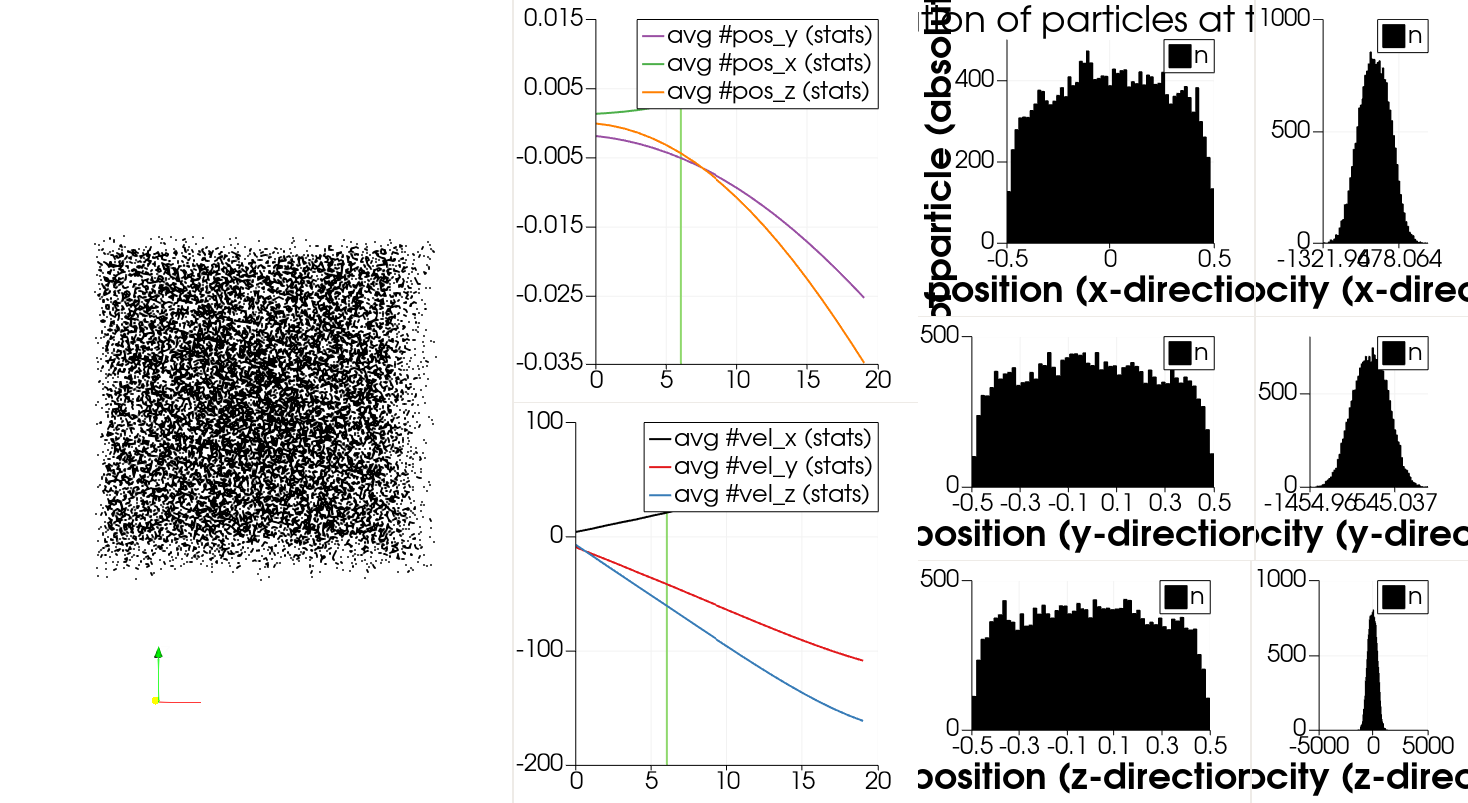 0.015
0.005
-0.005
-0.015
-0.025
-0.035
0 5 10 15 20
avg #pos_y (stats)
avg #pos_x (stats)
avg #pos_z (stats)
100
0
-100
-200
0 5 10 15 20
avg #vel_x (stats)
avg #vel_y (stats)
avg #vel_z (stats)
tion of particles at t
particle (absolut
400
200
0
-0.5 0 0.5
n
position (x-directio
1000
500
0
n
ocity (x-direc
500
0
-0.5 -0.3 -0.1 0.1 0.3 0.5
n
position (y-direction
500
0
n
ocity (y-direc
500
0
-0.5 -0.3 -0.1 0.1 0.3 0.5
n
position (z-direction
1000
500
0
-5000 0 5000
n
ocity (z-direc